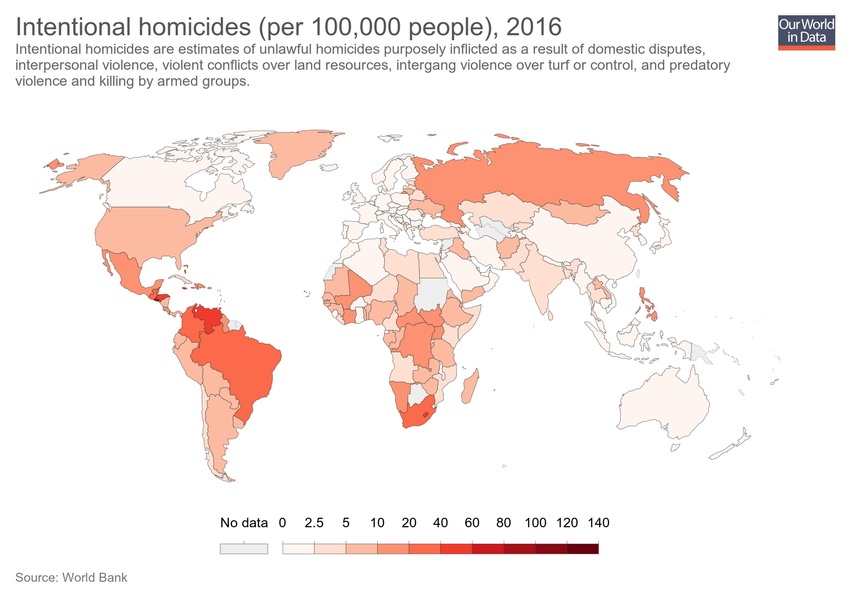 Intentional homicides (per 100,000 people), 2016
Our World
in Data
Intentional homicides are estimates of unlawful homicides purposely inflicted as a result of domestic disputes,
interpersonal violence, violent conflicts over land resources, intergang violence over turf or control, and predatory
violence and killing by armed groups.
No data 0 2.5 5 10 20 40 60 80 100 120 140
Source: World Bank